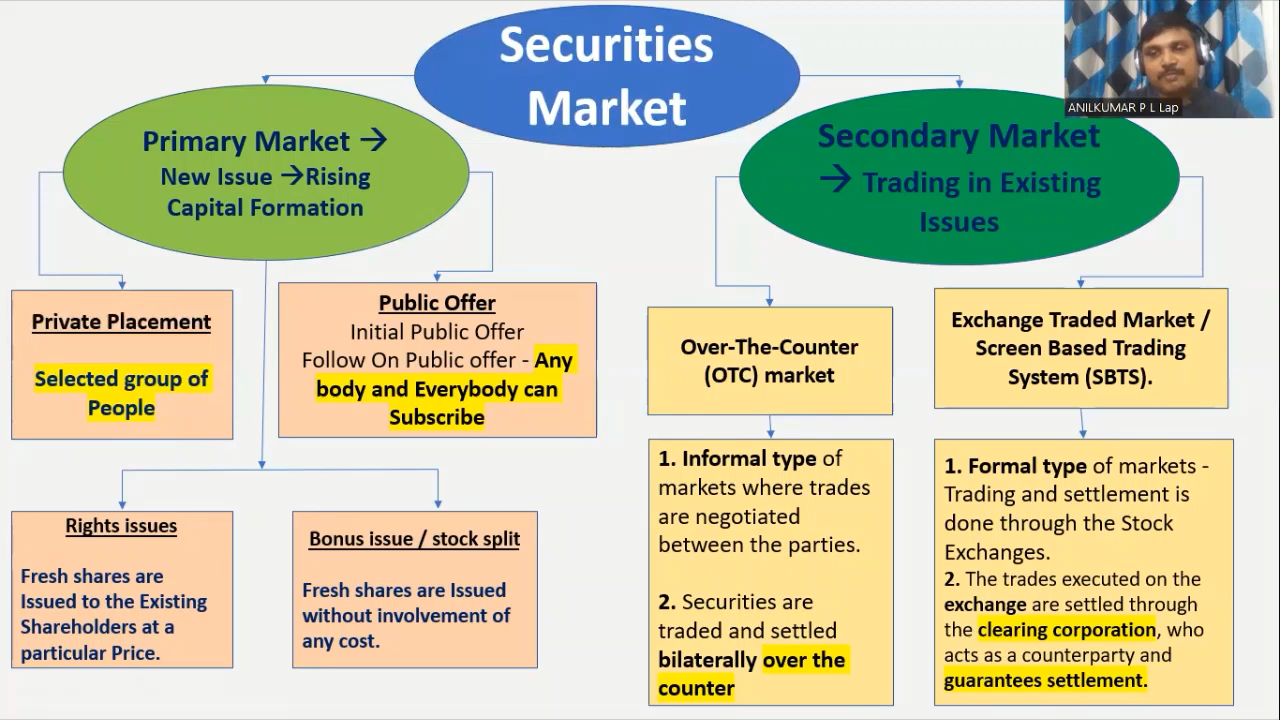 Securities
Market
ANILKUMAR P L Lap
Primary Market →
New Issue →Rising
Capital Formation
Secondary Market
→ Trading in Existing
Issues
Private Placement
Selected group of
People
Public Offer
Initial Public Offer
Follow On Public offer - Any
body and Everybody can
Subscribe
Over-The-Counter
(OTC) market
Exchange Traded Market /
Screen Based Trading
System (SBTS).
Rights issues
Fresh shares are
Issued to the Existing
Shareholders at a
particular Price.
Bonus issue / stock split
Fresh shares are Issued
without involvement of
any cost.
1. Informal type of
markets where trades
are negotiated
between the parties.
2. Securities are
traded and settled
bilaterally over the
counter
1. Formal type of markets -
Trading and settlement is
done through the Stock
Exchanges.
2. The trades executed on the
exchange are settled through
the clearing corporation, who
acts as a counterparty and
guarantees settlement.